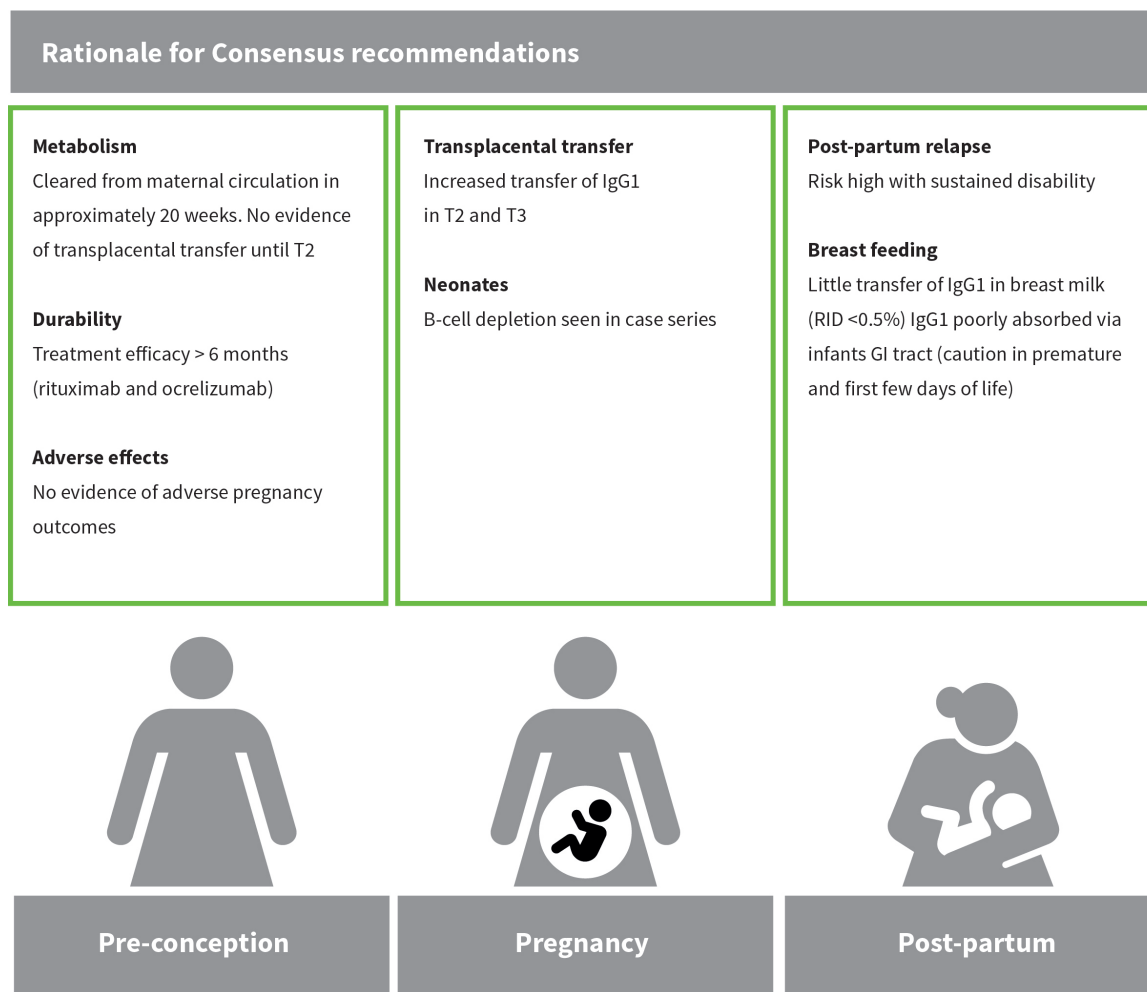 Rationale for Consensus recommendations
Metabolism
Cleared from maternal circulation in
approximately 20 weeks. No evidence
of transplacental transfer until T2
Durability
Treatment efficacy > 6 months
(rituximab and ocrelizumab)
Adverse effects
No evidence of adverse pregnancy
outcomes
Transplacental transfer
Increased transfer of IgG1
in T2 and T3
Neonates
B-cell depletion seen in case series
Post-partum relapse
Risk high with sustained disability
Breast feeding
Little transfer of IgG1 in breast milk
(RID <0.5%) IgG1 poorly absorbed via
infants GI tract (caution in premature
and first few days of life)
Pre-conception
Pregnancy
Post-partum